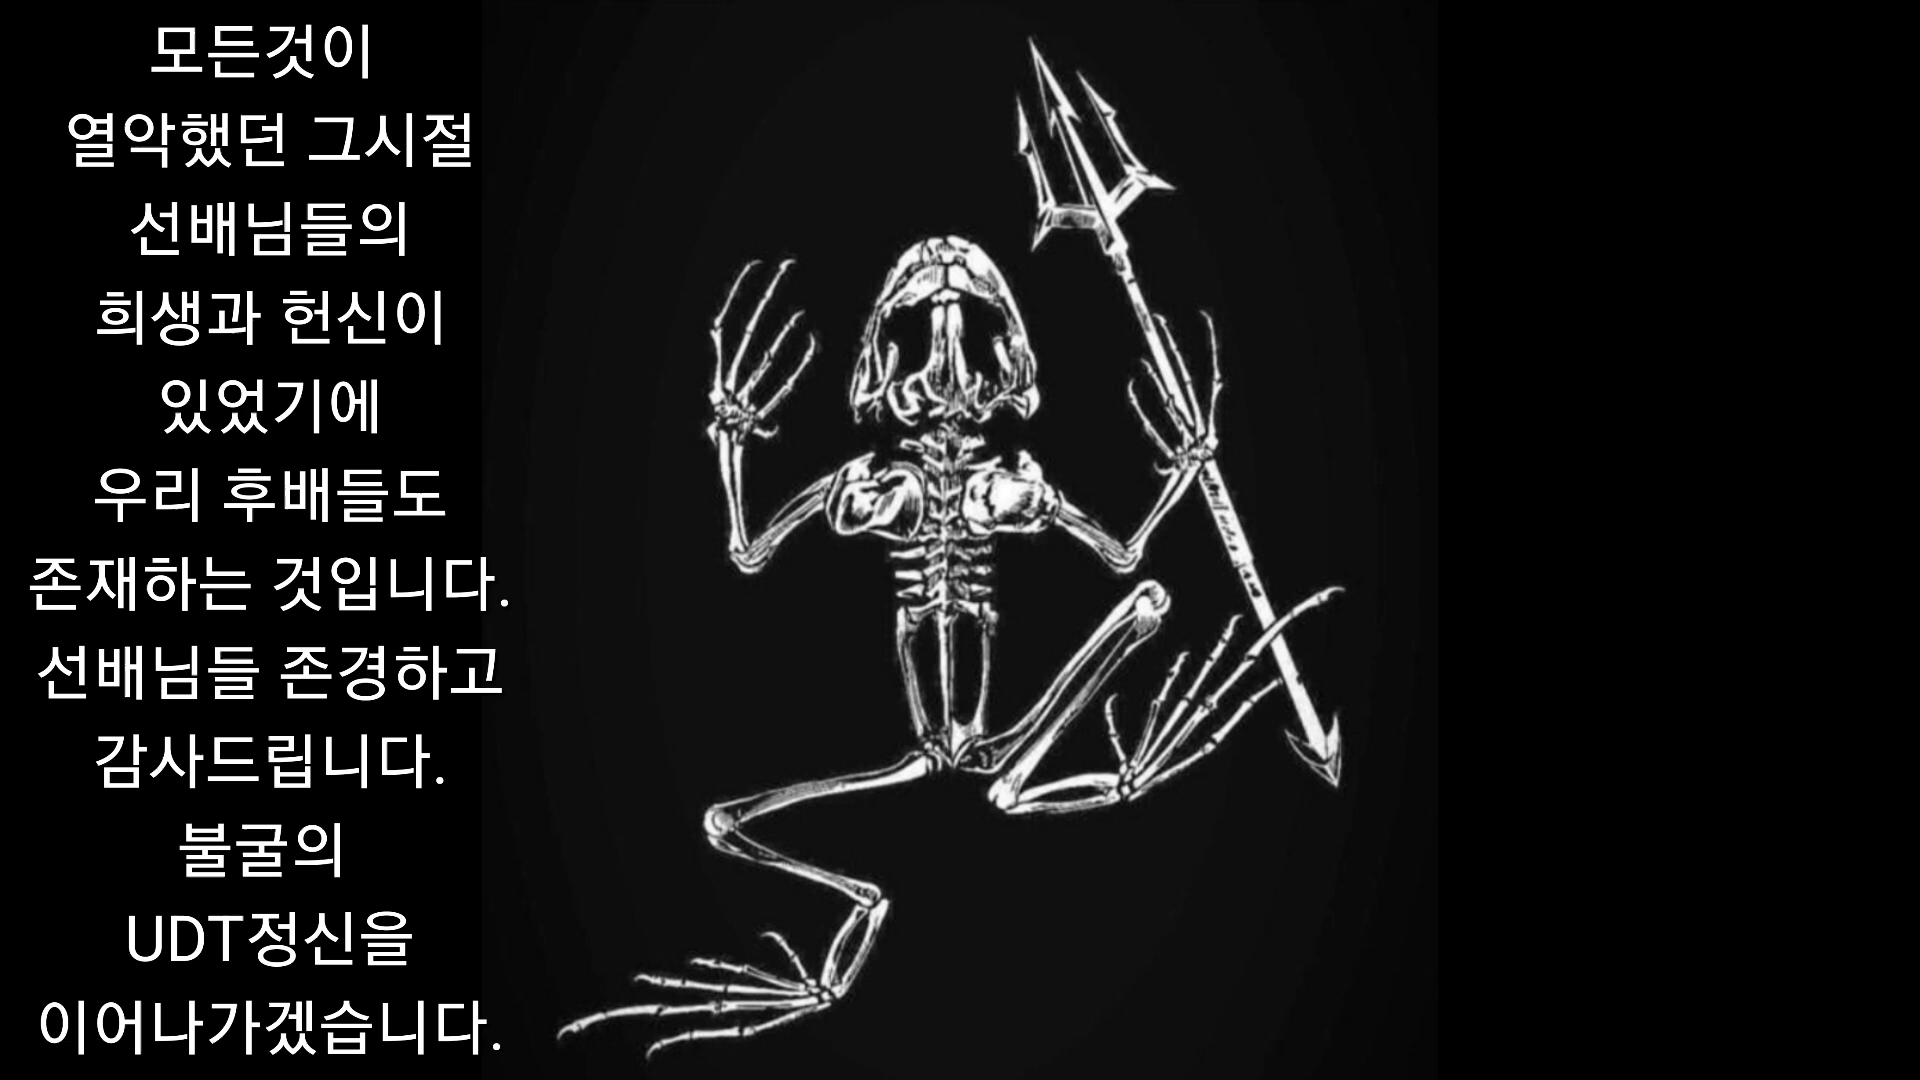 모든것이
열악했던 그시절
선배님들의
희생과 헌신이
있었기에
우리 후배들도
존재하는 것입니다.
선배님들 존경하고
감사드립니다.
불굴의
UDT정신을
이어나가겠습니다.